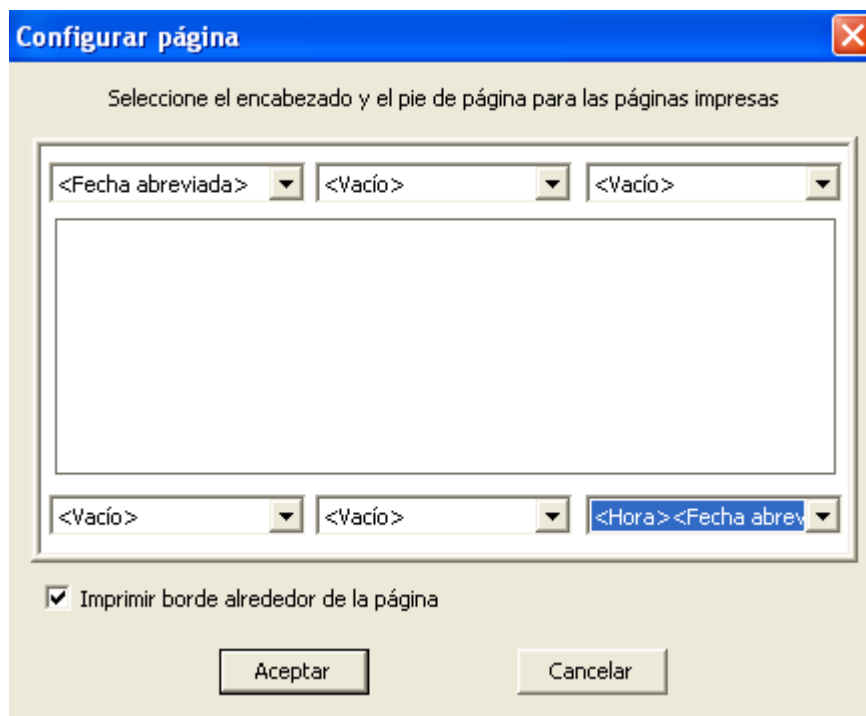 Configurar página
Seleccione el encabezado y el pie de página para las páginas impresas
<Fecha abreviada> <Vacío> <Vacío>
<Vacío> <Vacío> <Hora><Fecha abrev
Imprimir borde alrededor de la página
Aceptar Cancelar